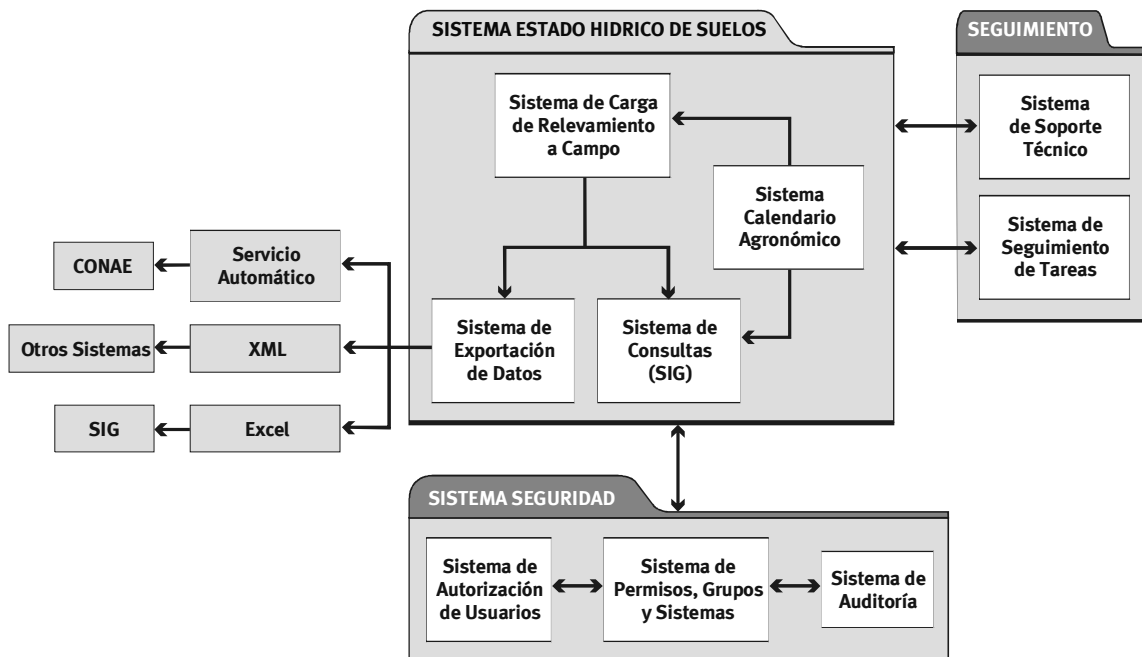 SISTEMA ESTADO HIDRICO DE SUELOS
SEGUIMIENTO
Sistema de Carga
de Relevamiento
a Campo
Sistema
de Soporte
Técnico
Sistema
Calendario
Agronómico
Sistema de
Seguimiento
de Tareas
CONAE
Servicio
Automático
Otros Sistemas
XML
Sistema de
Exportación
de Datos
Sistema de
Consultas
(SIG)
SIG
Excel
SISTEMA SEGURIDAD
Sistema de
Autorización
de Usuarios
Sistema de
Permisos, Grupos
y Sistemas
Sistema de
Auditoría